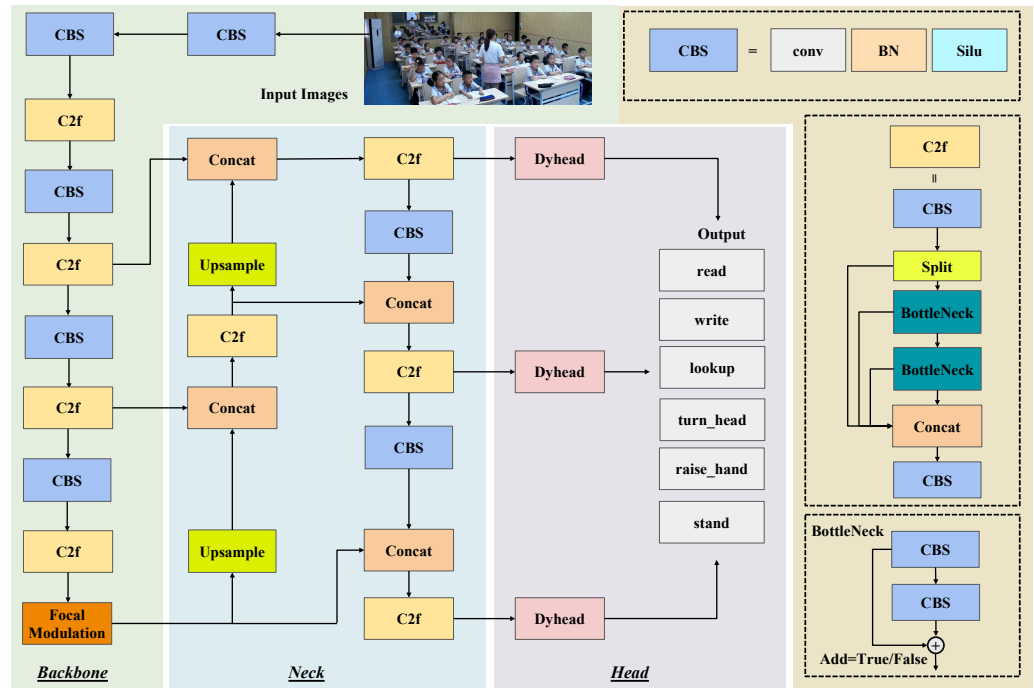 CBS
CBS
Input Images
C2f
CBS
C2f
CBS
C2f
CBS
C2f
Focal
Modulation
Backbone
Concat
Upsample
C2f
Concat
Upsample
C2f
CBS
Concat
C2f
CBS
Concat
C2f
Neck
Dyhead
Dyhead
Dyhead
Output
read
write
lookup
turn_head
raise_hand
stand
Head
CBS
=
conv
BN
Silu
C2f
=
CBS
Split
BottleNeck
BottleNeck
Concat
CBS
BottleNeck
CBS
CBS
+
Add=True/False